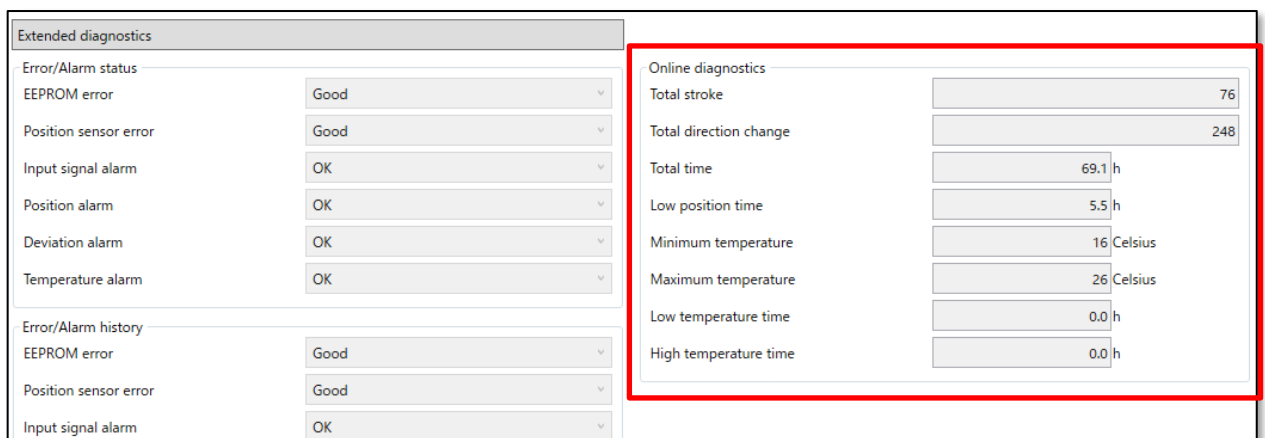 Extended diagnostics
Error/Alarm status
EEPROM error Good
Position sensor error Good
Input signal alarm OK
Position alarm OK
Deviation alarm OK
Temperature alarm OK
Error/Alarm history
EEPROM error Good
Position sensor error Good
Input signal alarm OK
Online diagnostics
Total stroke 76
Total direction change 248
Total time 69.1 h
Low position time 5.5 h
Minimum temperature 16 Celsius
Maximum temperature 26 Celsius
Low temperature time 0.0 h
High temperature time 0.0 h